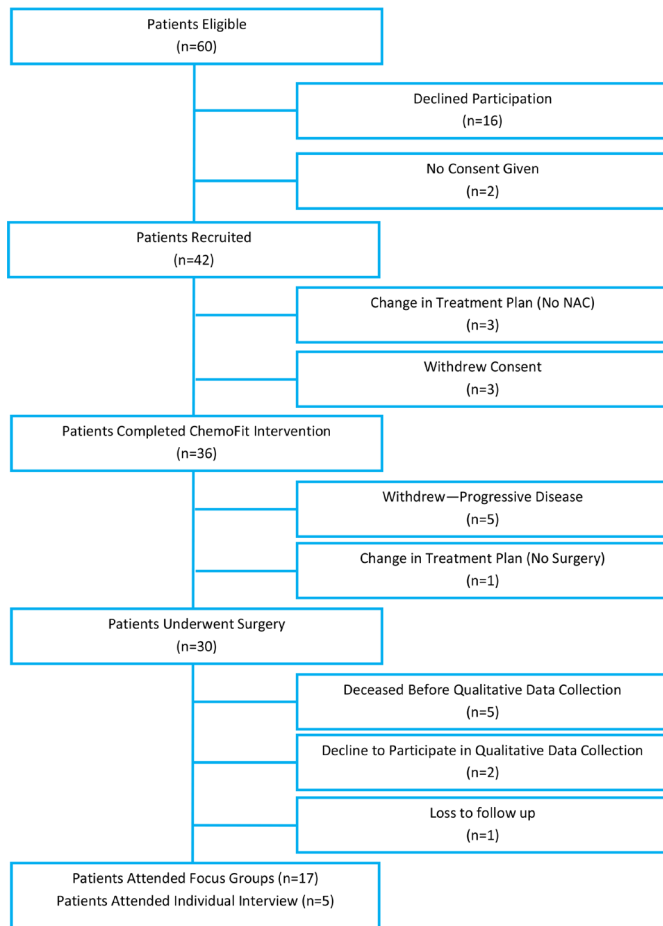 Patients Eligible
(n=60)
Declined Participation
(n=16)
No Consent Given
(n=2)
Patients Recruited
(n=42)
Change in Treatment Plan (No NAC)
(n=3)
Withdrew Consent
(n=3)
Patients Completed ChemoFit Intervention
(n=36)
Withdrew—Progressive Disease
(n=5)
Change in Treatment Plan (No Surgery)
(n=1)
Patients Underwent Surgery
(n=30)
Deceased Before Qualitative Data Collection
(n=5)
Decline to Participate in Qualitative Data Collection
(n=2)
Loss to follow up
(n=1)
Patients Attended Focus Groups (n=17)
Patients Attended Individual Interview (n=5)